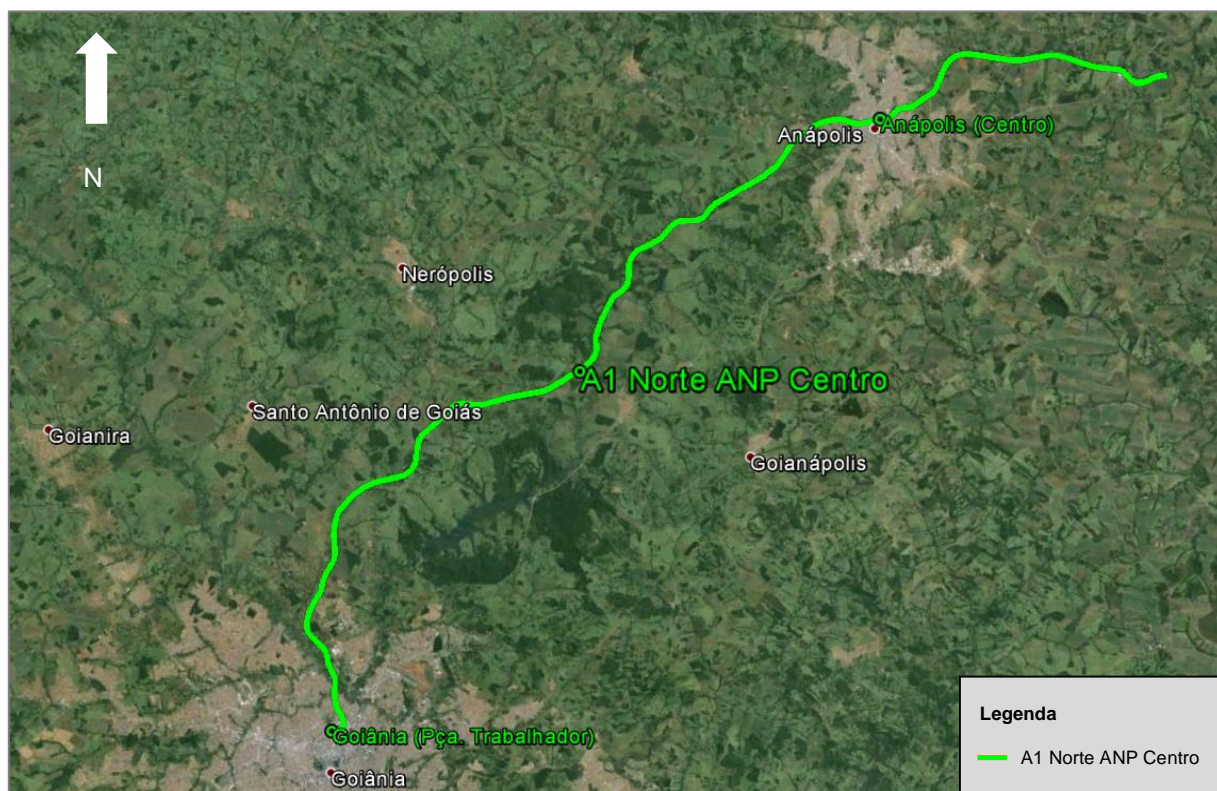 N
Anápolis (Centro)
Anápolis
Nerópolis
A1 Norte ANP Centro
Santo Antônio de Goiás
Goianira
Goianápolis
Goiânia (Pça. Trabalhador)
Goiânia
Legenda
A1 Norte ANP Centro